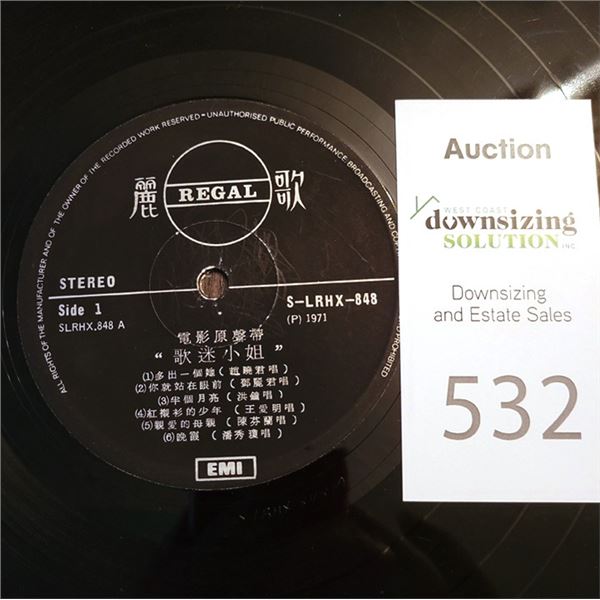 ALL RIGHTS OF THE MANUFACTURER AND OF THE OWNER OF THE RECORDED WORK RESERVED—UNAUTHORISED PUBLIC PERFORMANCE BROADCASTING AND
麗 REGAL 歌
STEREO
Side 1
SLRHX.848 A
S-LRHX-848
(P) 1971
電影原聲帶
"歌迷小姐"
(1)多出一個陰(趙曉君唱)
(2)你就站在眼前(鄧麗君唱)
(3)半個月亮(洪鐘唱)
(4)紅襯衫的少年(王愛明唱)
(5)親愛的母親(陳芬蘭唱)
(6)晚霞(潘秀瓊唱)
EMI
Auction
WEST COAST
downsizing
SOLUTION INC.
Downsizing
and Estate Sales
532